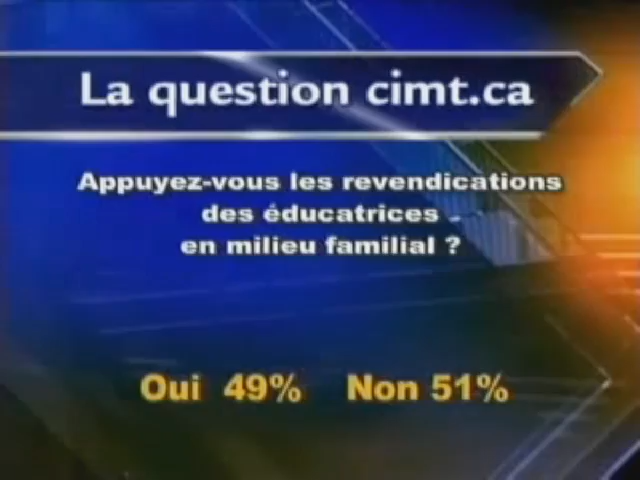 La question cimt.ca
Appuyez-vous les revendications
des éducatrices
en milieu familial ?
Oui 49% Non 51%